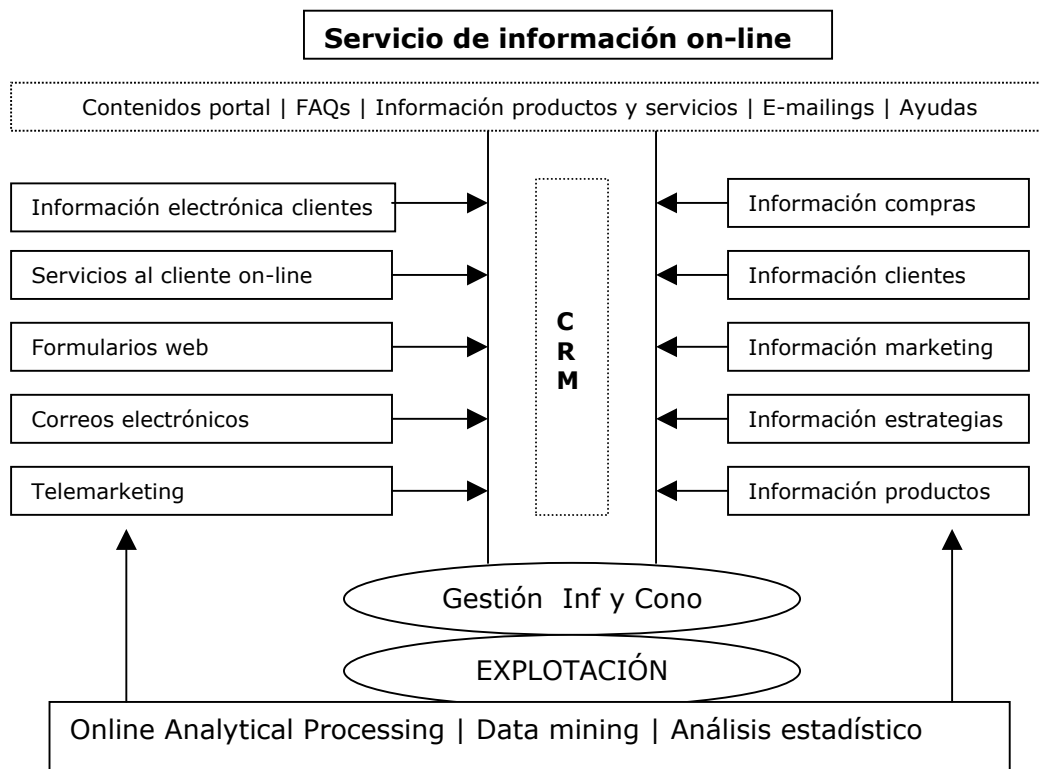 Servicio de información on-line
Contenidos portal | FAQs | Información productos y servicios | E-mailings | Ayudas
Información electrónica clientes
Servicios al cliente on-line
Formularios web
Correos electrónicos
Telemarketing
C
R
M
Información compras
Información clientes
Información marketing
Información estrategias
Información productos
Gestión Inf y Cono
EXPLOTACIÓN
Online Analytical Processing | Data mining | Análisis estadístico